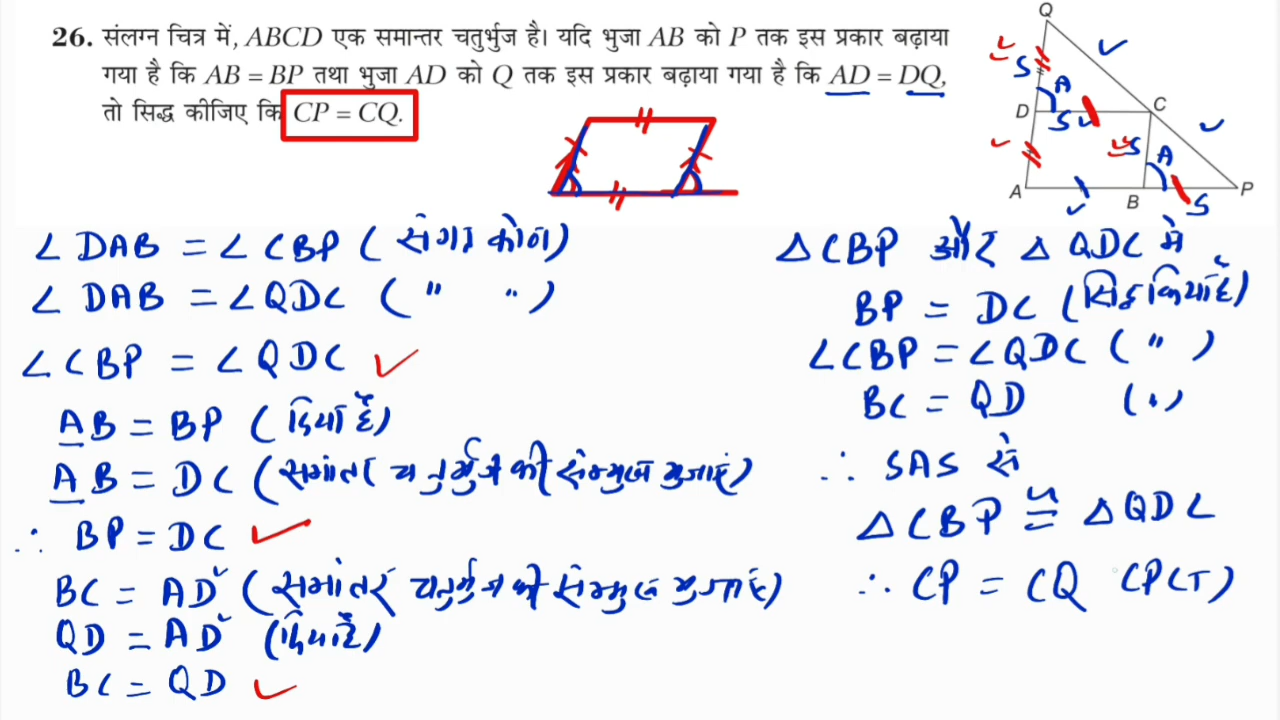 26. संलग्न चित्र में, ABCD एक समान्तर चतुर्भुज है। यदि भुजा AB को P तक इस प्रकार बढ़ाया
गया है कि AB = BP तथा भुजा AD को Q तक इस प्रकार बढ़ाया गया है कि AD = DQ,
तो सिद्ध कीजिए कि CP = CQ.
Q
S
A
D
S
C
S
A
A
B
S
P
∠DAB = ∠CBP (संगत कोण)
∠DAB = ∠QDC (" ")
∠CBP = ∠QDC
AB = BP (दिया है)
AB = DC (समांतर चतुर्भुज की सम्मुख भुजाएं)
∴ BP = DC
BC = AD (समांतर चतुर्भुज की सम्मुख भुजाएं)
QD = AD (दिया है)
BC = QD
△CBP और △QDC में
BP = DC (सिद्ध किया है)
∠CBP = ∠QDC (")
BC = QD (")
∴ SAS से
△CBP ≅ △QDC
∴ CP = CQ CPCT)